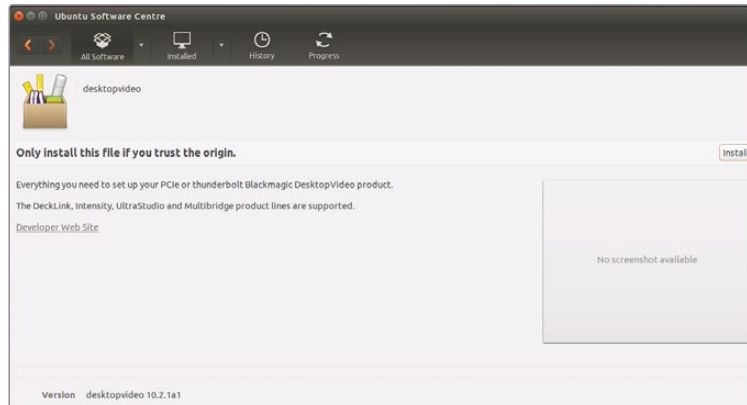 Ubuntu Software Centre
All Software
Installed
History
Progress
desktopvideo
Only install this file if you trust the origin.
Install
Everything you need to set up your PCIe or thunderbolt Blackmagic DesktopVideo product.
The DeckLink, Intensity, UltraStudio and Multibridge product lines are supported.
Developer Web Site
No screenshot available
Version desktopvideo 10.2.1a1